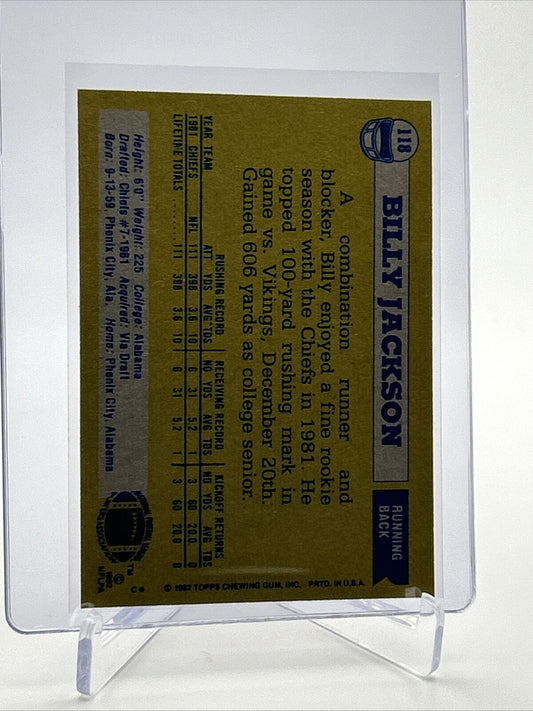 118
BILLY JACKSON
RUNNING
BACK
A combination runner and
blocker, Billy enjoyed a fine rookie
season with the Chiefs in 1981. He
topped 100-yard rushing mark in
game vs. Vikings, December 20th.
Gained 606 yards as college senior.
RUSHING RECORD RECEIVING RECORD KICKOFF RETURNS
YEAR TEAM ATT YDS AVG TDS NO YDS AVG TDS NO YDS AVG TDS
1981 CHIEFS NFL 111 398 3.6 10 6 31 5.2 1 3 60 20.0 0
LIFETIME TOTALS ........ 111 398 3.6 10 6 31 5.2 1 3 60 20.0 0
Height: 6'0" Weight: 225 College: Alabama
Drafted: Chiefs #7-1981 Acquired: Via Draft
Born: 9-13-59, Phenix City, Ala. Home: Phenix City, Alabama
TM
©
1982
NFLPA
C*
© 1982 TOPPS CHEWING GUM, INC. PRTD. IN U.S.A.